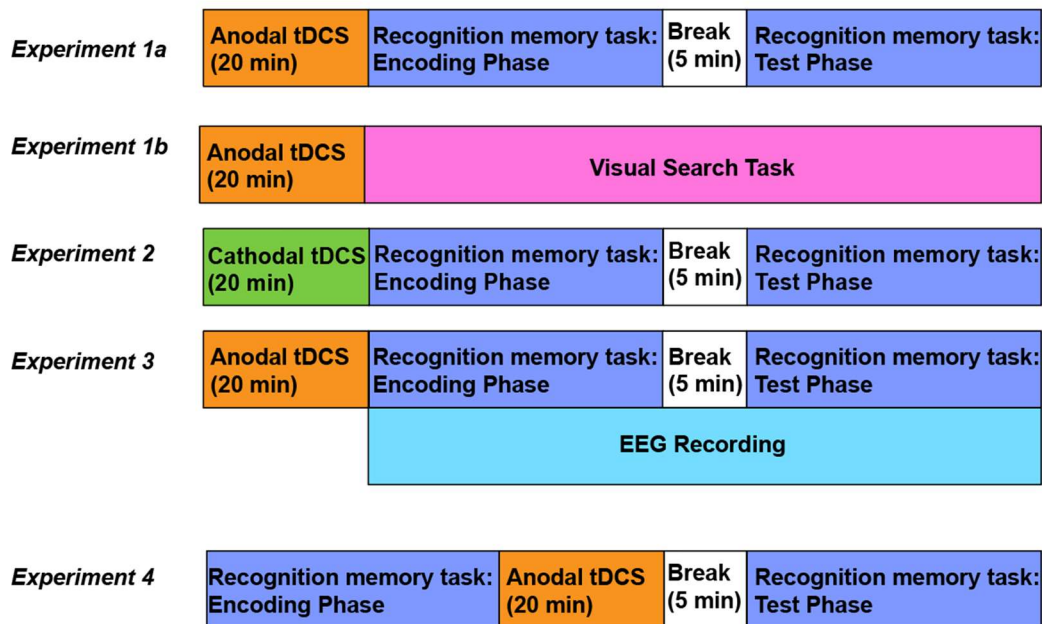 Experiment 1a
Anodal tDCS
(20 min)
Recognition memory task:
Encoding Phase
Break
(5 min)
Recognition memory task:
Test Phase
Experiment 1b
Anodal tDCS
(20 min)
Visual Search Task
Experiment 2
Cathodal tDCS
(20 min)
Recognition memory task:
Encoding Phase
Break
(5 min)
Recognition memory task:
Test Phase
Experiment 3
Anodal tDCS
(20 min)
Recognition memory task:
Encoding Phase
Break
(5 min)
Recognition memory task:
Test Phase
EEG Recording
Experiment 4
Recognition memory task:
Encoding Phase
Anodal tDCS
(20 min)
Break
(5 min)
Recognition memory task:
Test Phase